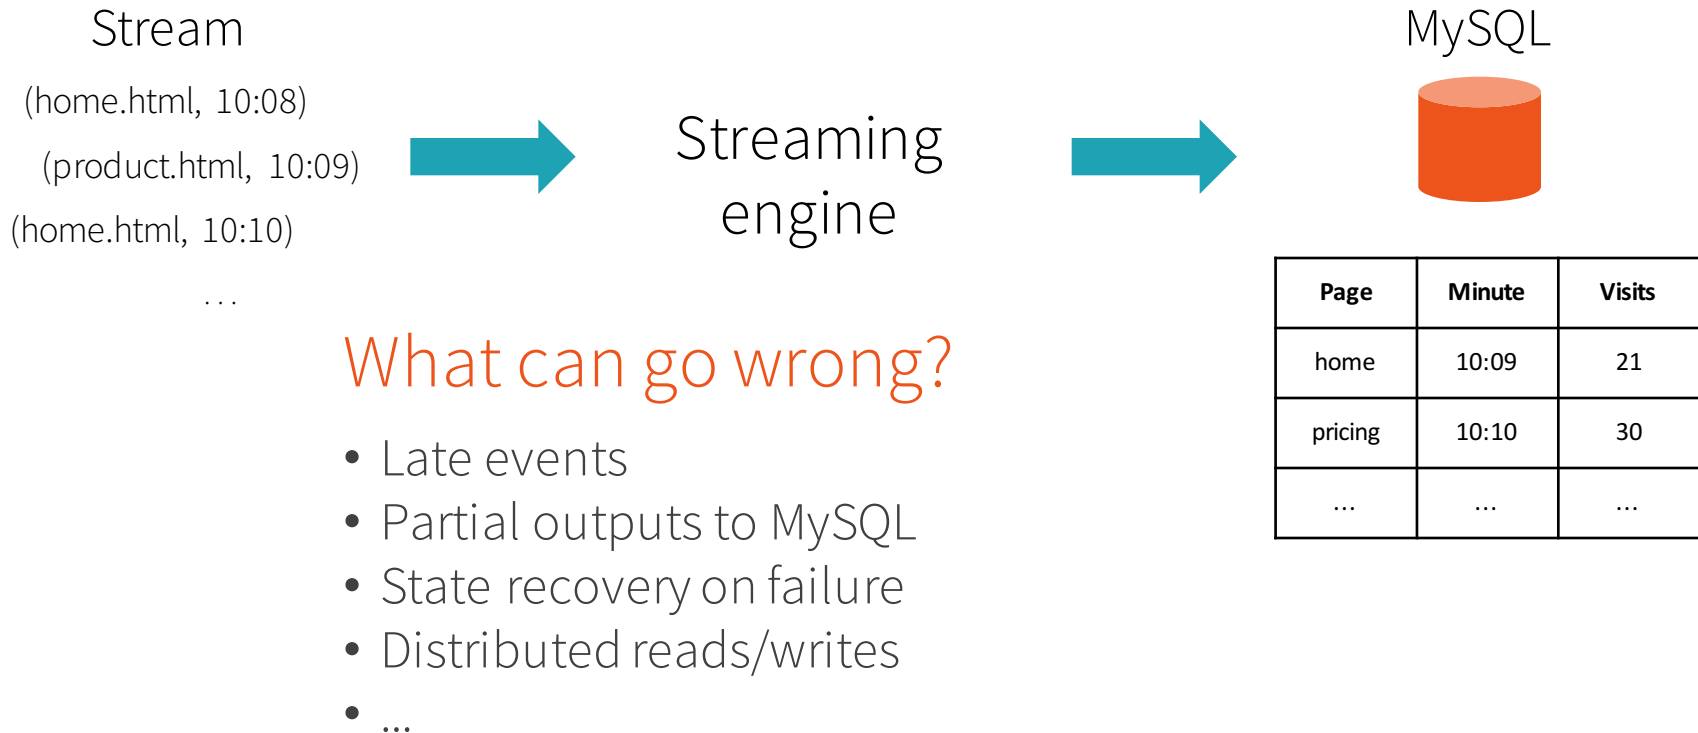 Stream
(home.html, 10:08)
(product.html, 10:09)
(home.html, 10:10)
...
Streaming
engine
MySQL
Page Minute Visits
home 10:09 21
pricing 10:10 30
... ... ...
What can go wrong?
• Late events
• Partial outputs to MySQL
• State recovery on failure
• Distributed reads/writes
• ...